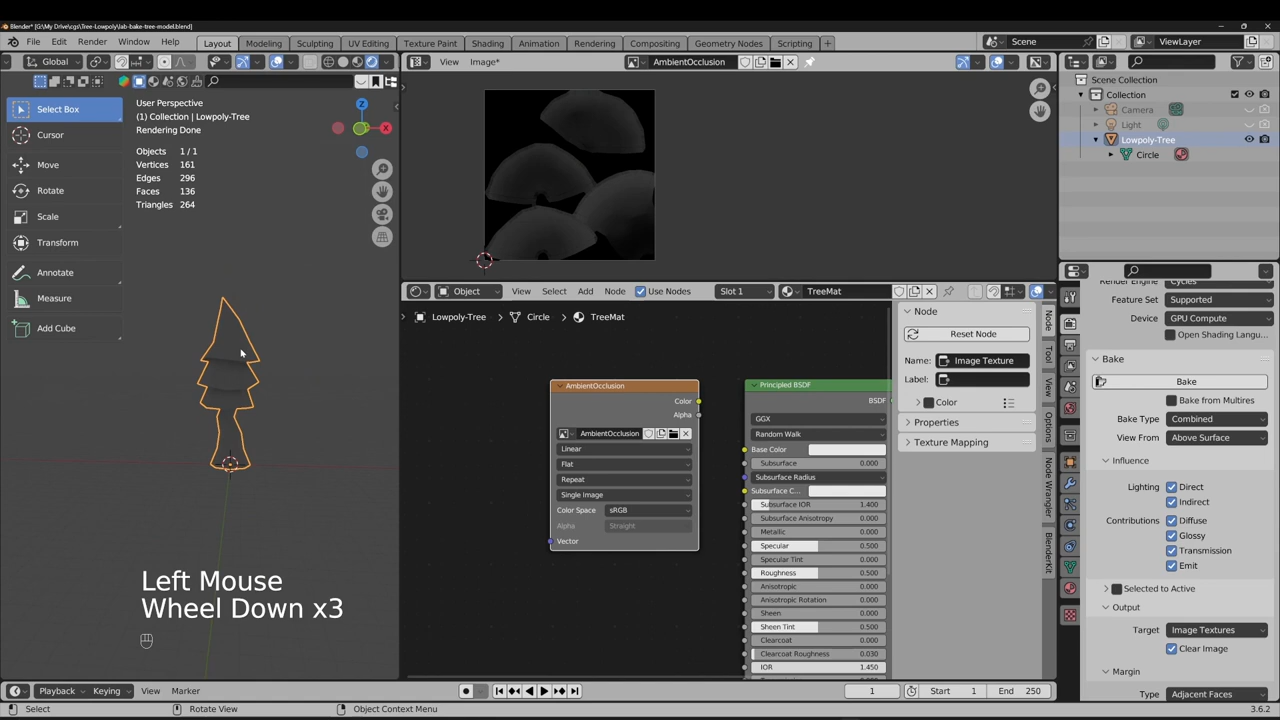 Blender* [G:\My Drive\cgs\Tree-Lowpoly\lab-bake-tree-model.blend]
File Edit Render Window Help Layout Modeling Sculpting UV Editing Texture Paint Shading Animation Rendering Compositing Geometry Nodes Scripting + Scene ViewLayer
Global View Image* AmbientOcclusion
Select Box
Cursor
Move
Rotate
Scale
Transform
Annotate
Measure
Add Cube
User Perspective
(1) Collection | Lowpoly-Tree
Rendering Done
Objects 1 / 1
Vertices 161
Edges 296
Faces 136
Triangles 264
Z
X
Left Mouse
Wheel Down x3
Object View Select Add Node Use Nodes Slot 1 TreeMat
Lowpoly-Tree > Circle > TreeMat
AmbientOcclusion
Color
Alpha
AmbientOcclusion
Linear
Flat
Repeat
Single Image
Color Space sRGB
Alpha Straight
Vector
Principled BSDF
BSDF
GGX
Random Walk
Base Color
Subsurface 0.000
Subsurface Radius
Subsurface C...
Subsurface IOR 1.400
Subsurface Anisotropy 0.000
Metallic 0.000
Specular 0.500
Specular Tint 0.000
Roughness 0.500
Anisotropic 0.000
Anisotropic Rotation 0.000
Sheen 0.000
Sheen Tint 0.500
Clearcoat 0.000
Clearcoat Roughness 0.030
IOR 1.450
Node
Reset Node
Name: Image Texture
Label:
Color
Properties
Texture Mapping
Node
Tool
View
Options
Node Wrangler
BlenderKit
Scene Collection
Collection
Camera
Light
Lowpoly-Tree
Circle
Render Engine Cycles
Feature Set Supported
Device GPU Compute
Open Shading Langu...
Bake
Bake
Bake from Multires
Bake Type Combined
View From Above Surface
Influence
Lighting: Direct
Indirect
Contributions: Diffuse
Glossy
Transmission
Emit
Selected to Active
Output
Target Image Textures
Clear Image
Margin
Type Adjacent Faces
Playback Keying View Marker 1 Start 1 End 250
Select Rotate View Object Context Menu 3.6.2